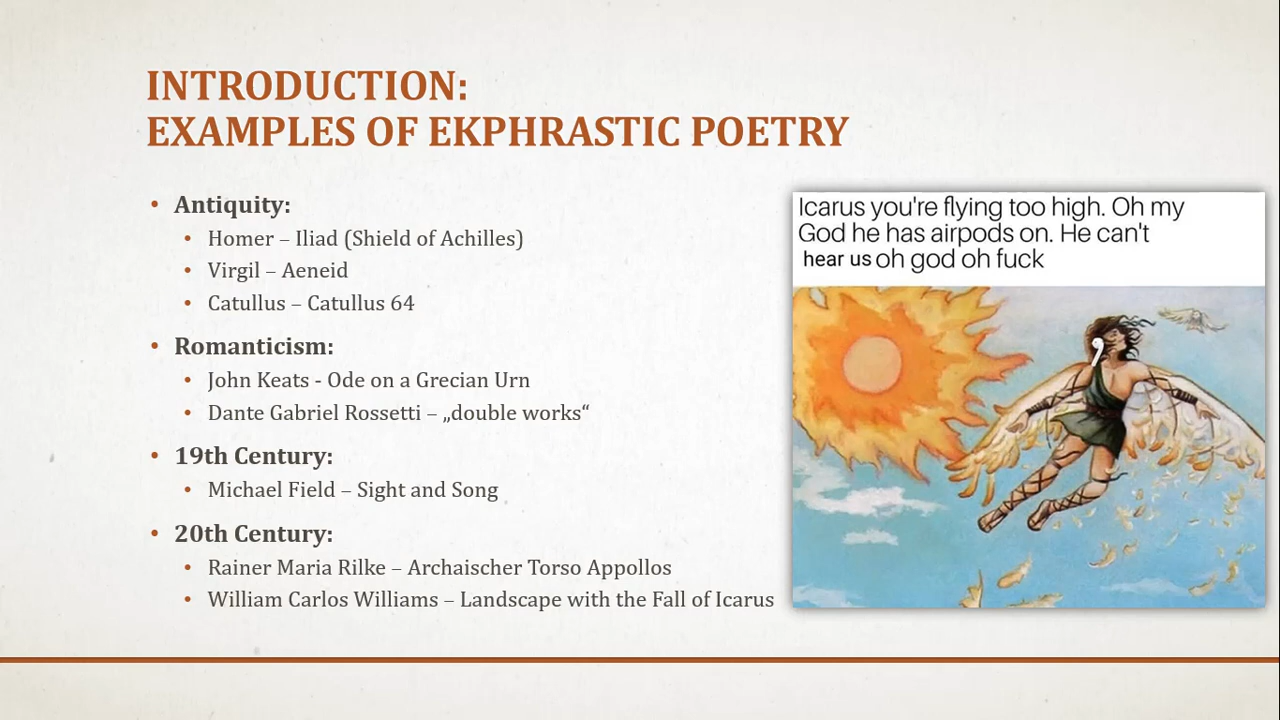 INTRODUCTION:
EXAMPLES OF EKPHRASTIC POETRY
• Antiquity:
• Homer – Iliad (Shield of Achilles)
• Virgil – Aeneid
• Catullus – Catullus 64
• Romanticism:
• John Keats - Ode on a Grecian Urn
• Dante Gabriel Rossetti – „double works“
• 19th Century:
• Michael Field – Sight and Song
• 20th Century:
• Rainer Maria Rilke – Archaischer Torso Appollos
• William Carlos Williams – Landscape with the Fall of Icarus
Icarus you're flying too high. Oh my
God he has airpods on. He can't
hear us oh god oh fuck